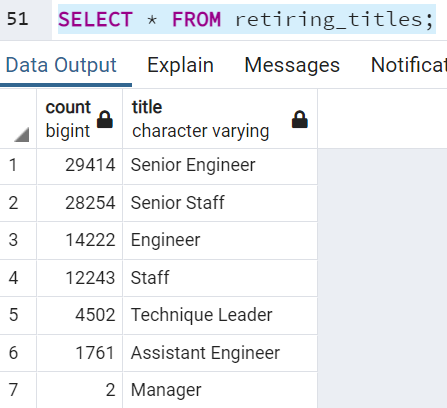 51 SELECT * FROM retiring_titles;
Data Output Explain Messages Notificat
count title
bigint character varying
1 29414 Senior Engineer
2 28254 Senior Staff
3 14222 Engineer
4 12243 Staff
5 4502 Technique Leader
6 1761 Assistant Engineer
7 2 Manager